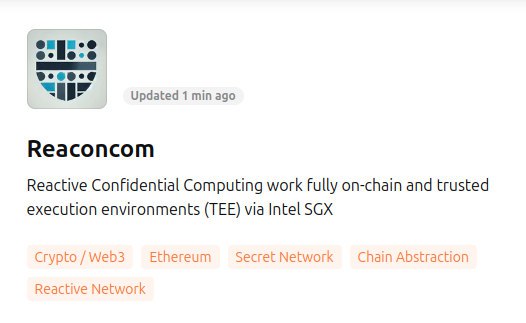 Updated 1 min ago
Reaconcom
Reactive Confidential Computing work fully on-chain and trusted
execution environments (TEE) via Intel SGX
Crypto / Web3 Ethereum Secret Network Chain Abstraction
Reactive Network